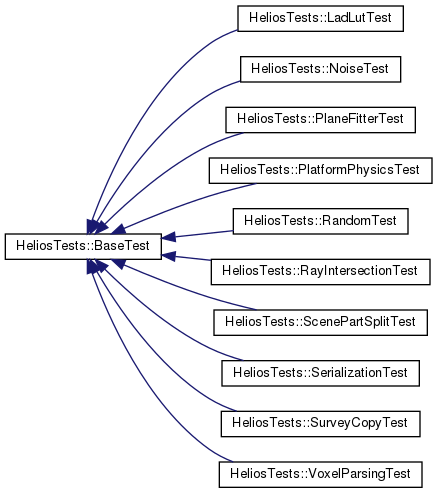 HeliosTests::LadLutTest
HeliosTests::NoiseTest
HeliosTests::PlaneFitterTest
HeliosTests::PlatformPhysicsTest
HeliosTests::RandomTest
HeliosTests::BaseTest
HeliosTests::RayIntersectionTest
HeliosTests::ScenePartSplitTest
HeliosTests::SerializationTest
HeliosTests::SurveyCopyTest
HeliosTests::VoxelParsingTest